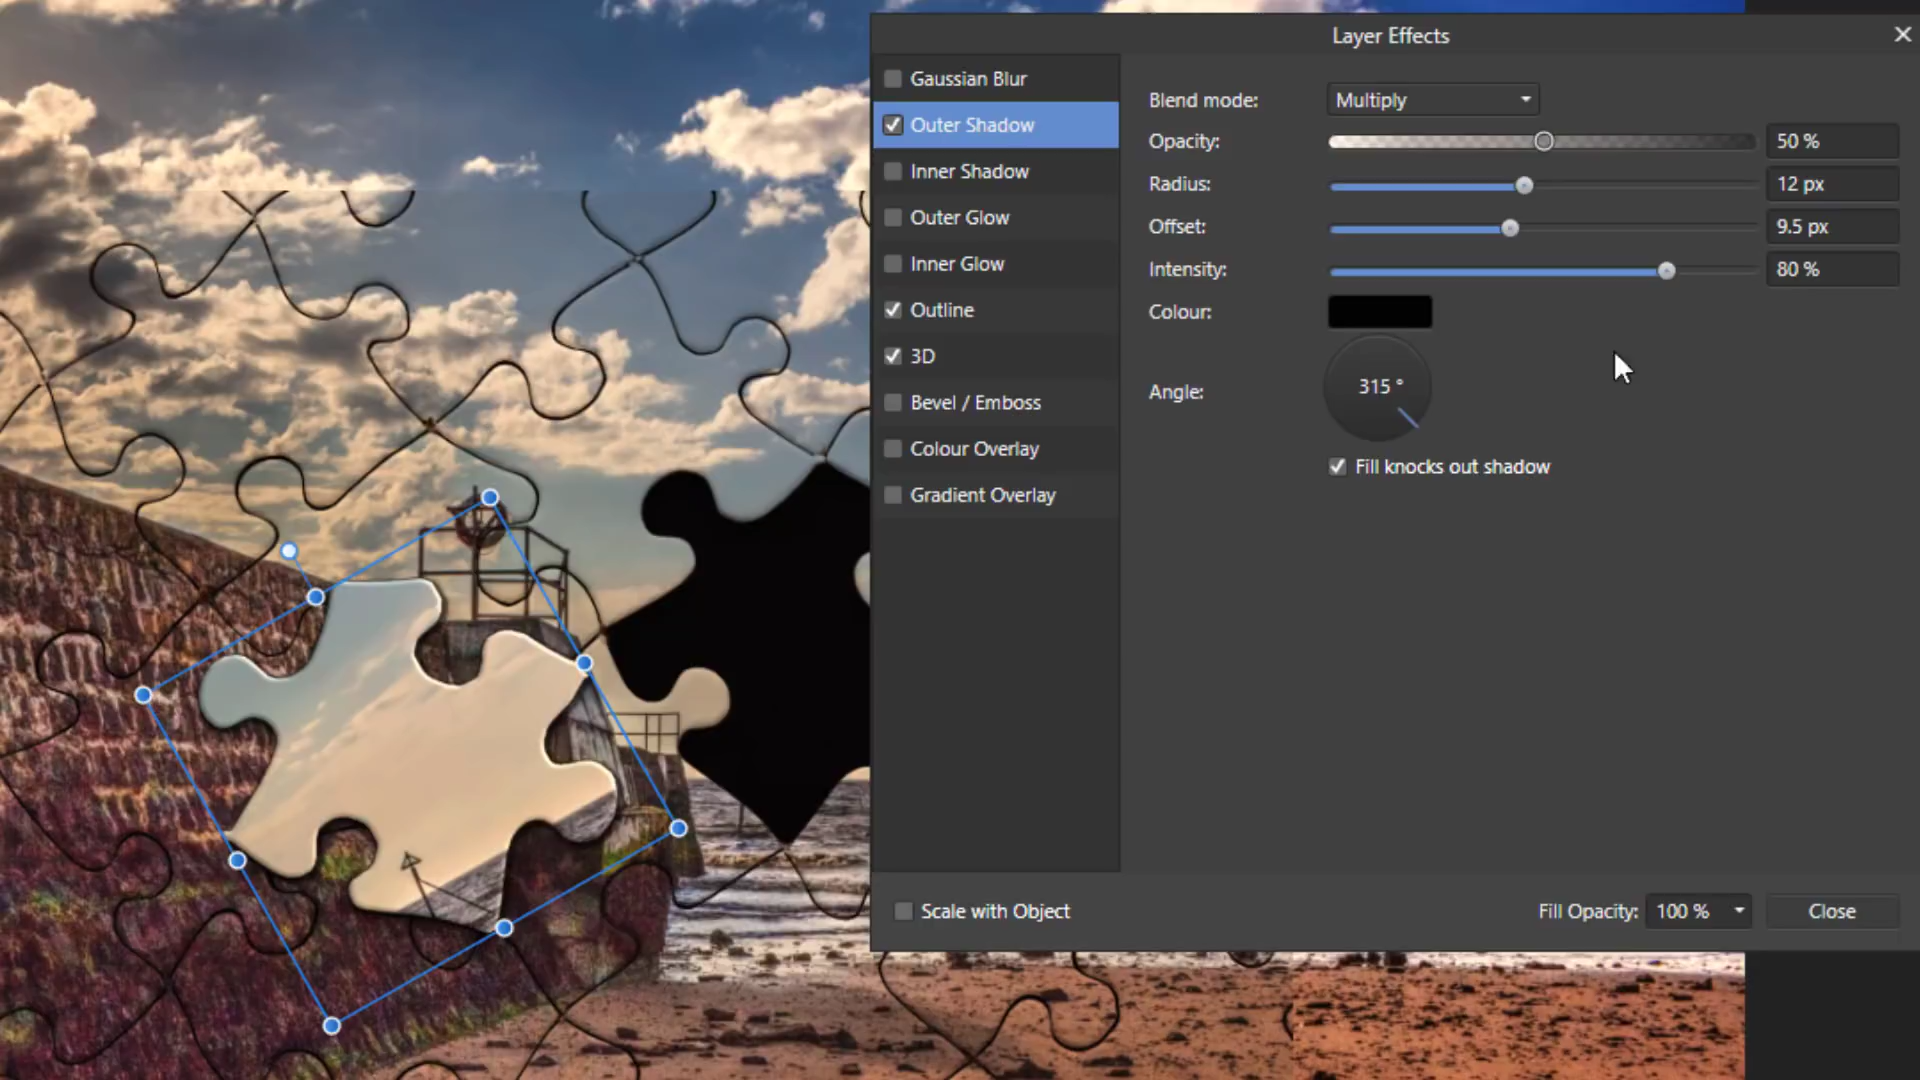 Layer Effects
Gaussian Blur
Outer Shadow
Inner Shadow
Outer Glow
Inner Glow
Outline
3D
Bevel / Emboss
Colour Overlay
Gradient Overlay
Blend mode: Multiply
Opacity: 50 %
Radius: 12 px
Offset: 9.5 px
Intensity: 80 %
Colour:
Angle: 315 °
Fill knocks out shadow
Scale with Object
Fill Opacity: 100 %
Close